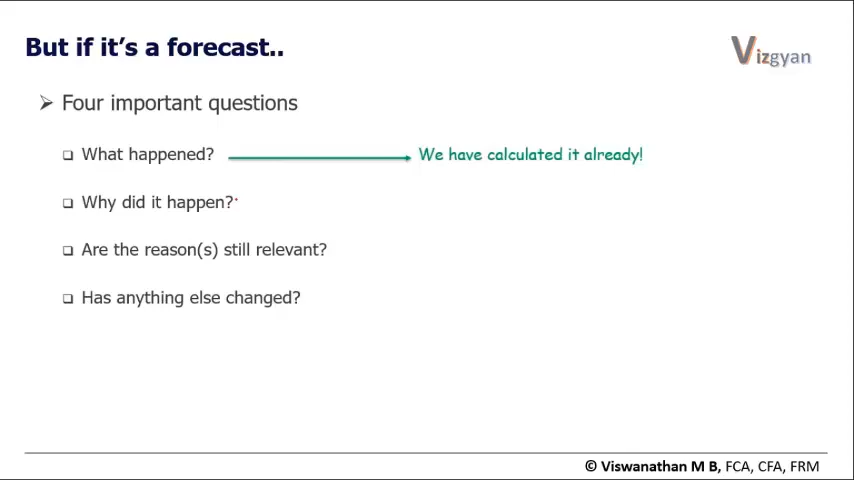 But if it's a forecast..
Vizgyan
➢ Four important questions
❑ What happened?
We have calculated it already!
❑ Why did it happen?
❑ Are the reason(s) still relevant?
❑ Has anything else changed?
© Viswanathan M B, FCA, CFA, FRM